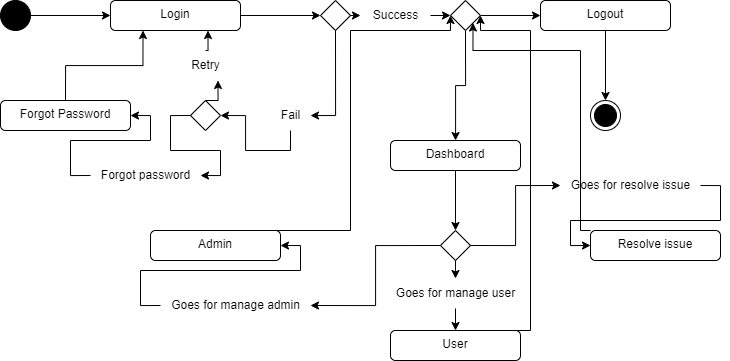 Login
Success
Logout
Retry
Forgot Password
Fail
Dashboard
Forgot password
Goes for resolve issue
Admin
Resolve issue
Goes for manage user
Goes for manage admin
User